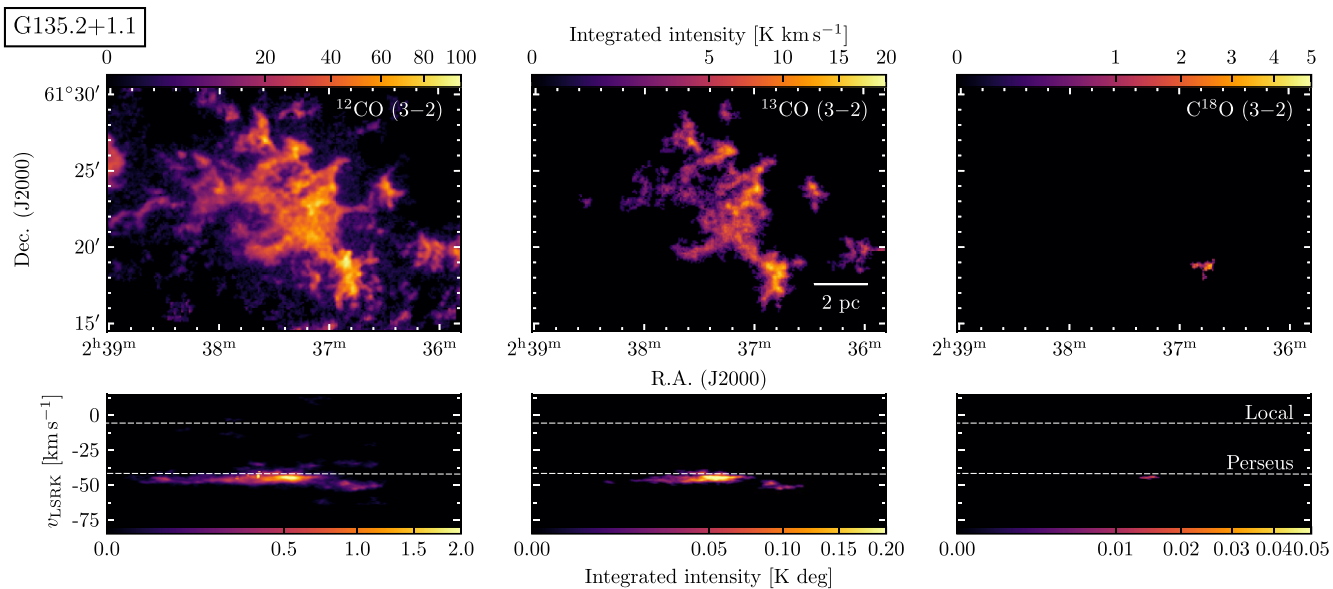 G135.2+1.1
Integrated intensity [K km s⁻¹]
0 20 40 60 80 100
0 5 10 15 20
0 1 2 3 4 5
¹²CO (3−2)
¹³CO (3−2)
C¹⁸O (3−2)
Dec. (J2000)
61°30′
25′
20′
15′
2 pc
2ʰ39ᵐ 38ᵐ 37ᵐ 36ᵐ
2ʰ39ᵐ 38ᵐ 37ᵐ 36ᵐ
2ʰ39ᵐ 38ᵐ 37ᵐ 36ᵐ
R.A. (J2000)
v_LSRK [km s⁻¹]
0
-25
-50
-75
Local
Perseus
0.0 0.5 1.0 1.5 2.0
0.00 0.05 0.10 0.15 0.20
0.00 0.01 0.02 0.03 0.04 0.05
Integrated intensity [K deg]